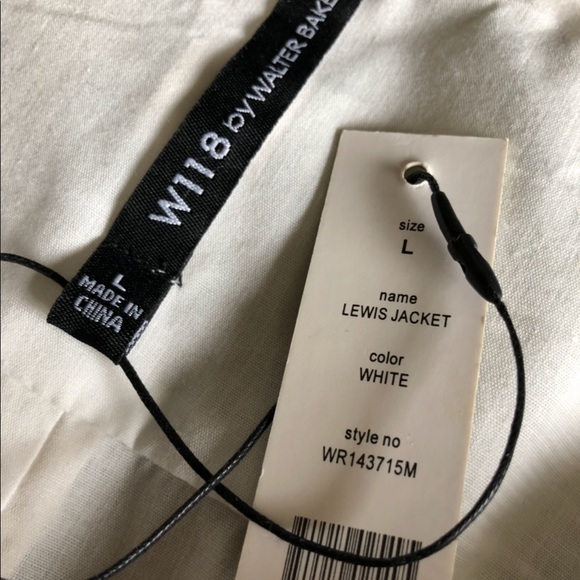 W118 by WALTER BAKE
L
MADE IN
CHINA
size
L
name
LEWIS JACKET
color
WHITE
style no
WR143715M